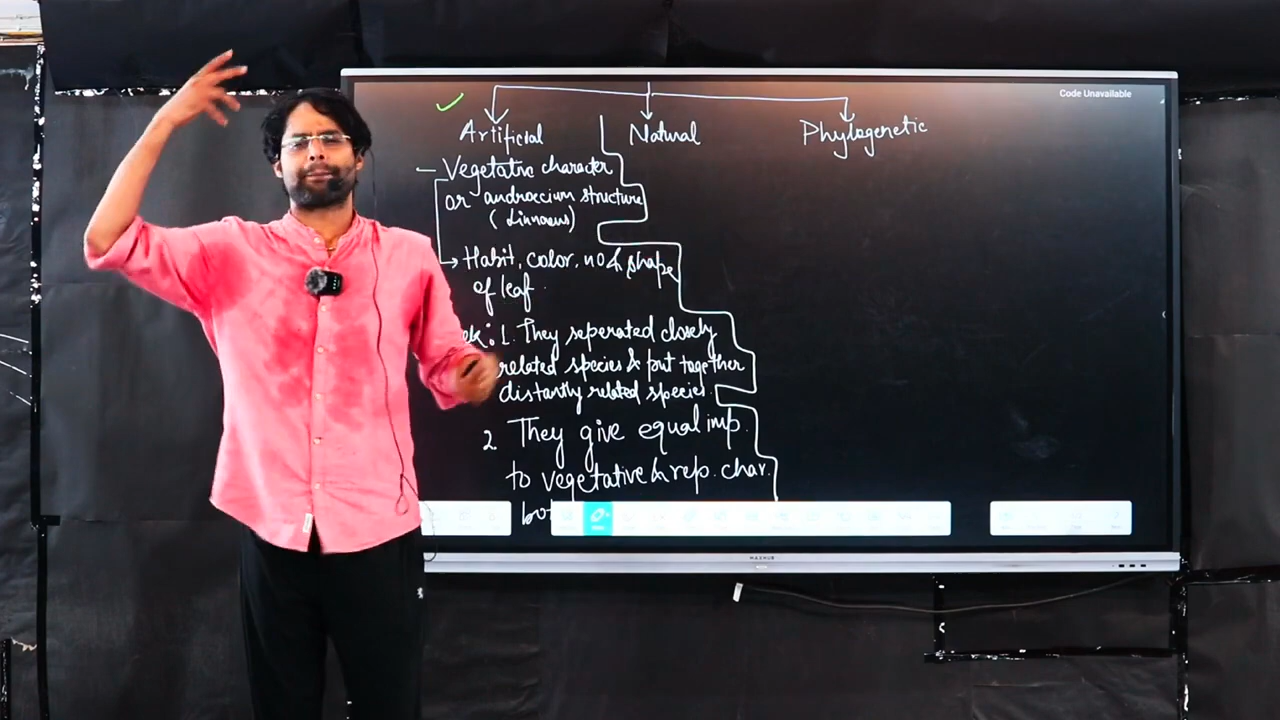 Code Unavailable
Artificial Natural Phylogenetic
— Vegetative character
or androecium structure
(Linnaeus)
Habit, color, no & shape
of leaf.
1. They seperated closely
related species & put together
distantly related species.
2 They give equal imp.
to vegetative & rep. char.
MAXHUB